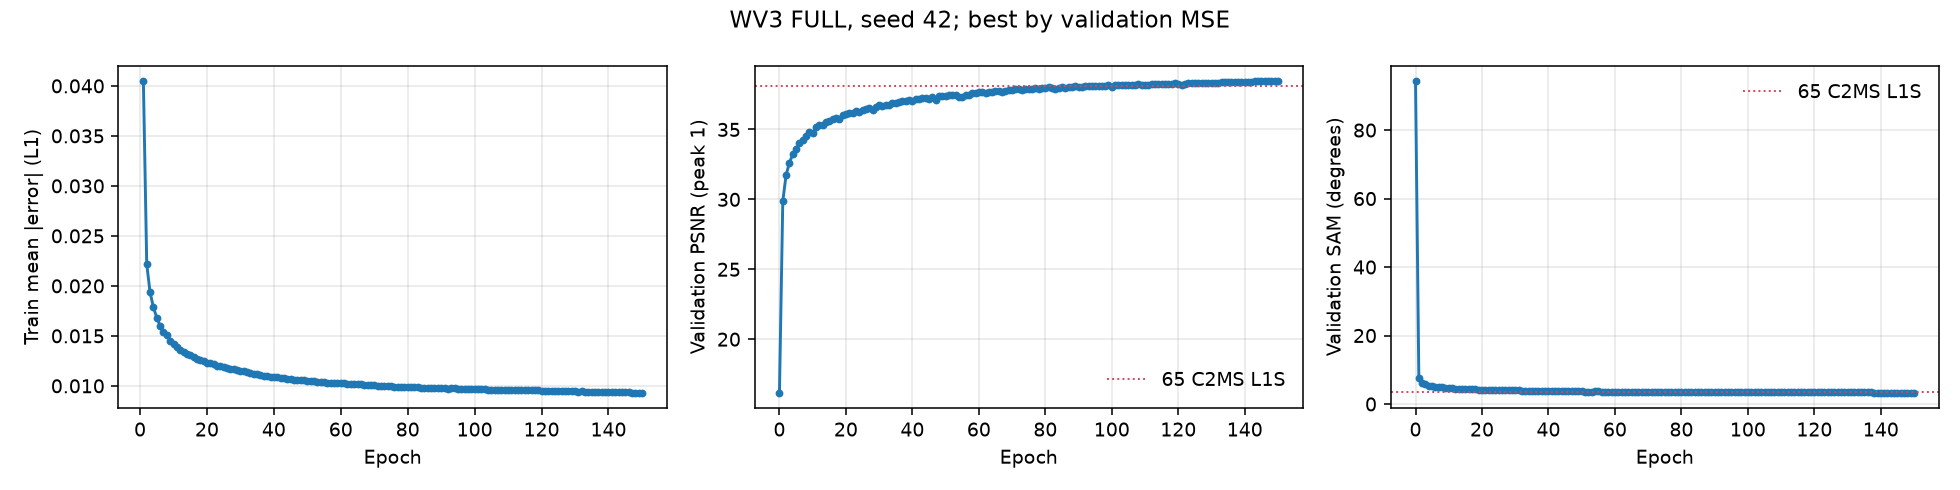 WV3 FULL, seed 42; best by validation MSE
Train mean |error| (L1)
0.040
0.035
0.030
0.025
0.020
0.015
0.010
0 20 40 60 80 100 120 140
Epoch
Validation PSNR (peak 1)
35
30
25
20
65 C2MS L1S
0 20 40 60 80 100 120 140
Epoch
Validation SAM (degrees)
65 C2MS L1S
80
60
40
20
0
0 20 40 60 80 100 120 140
Epoch